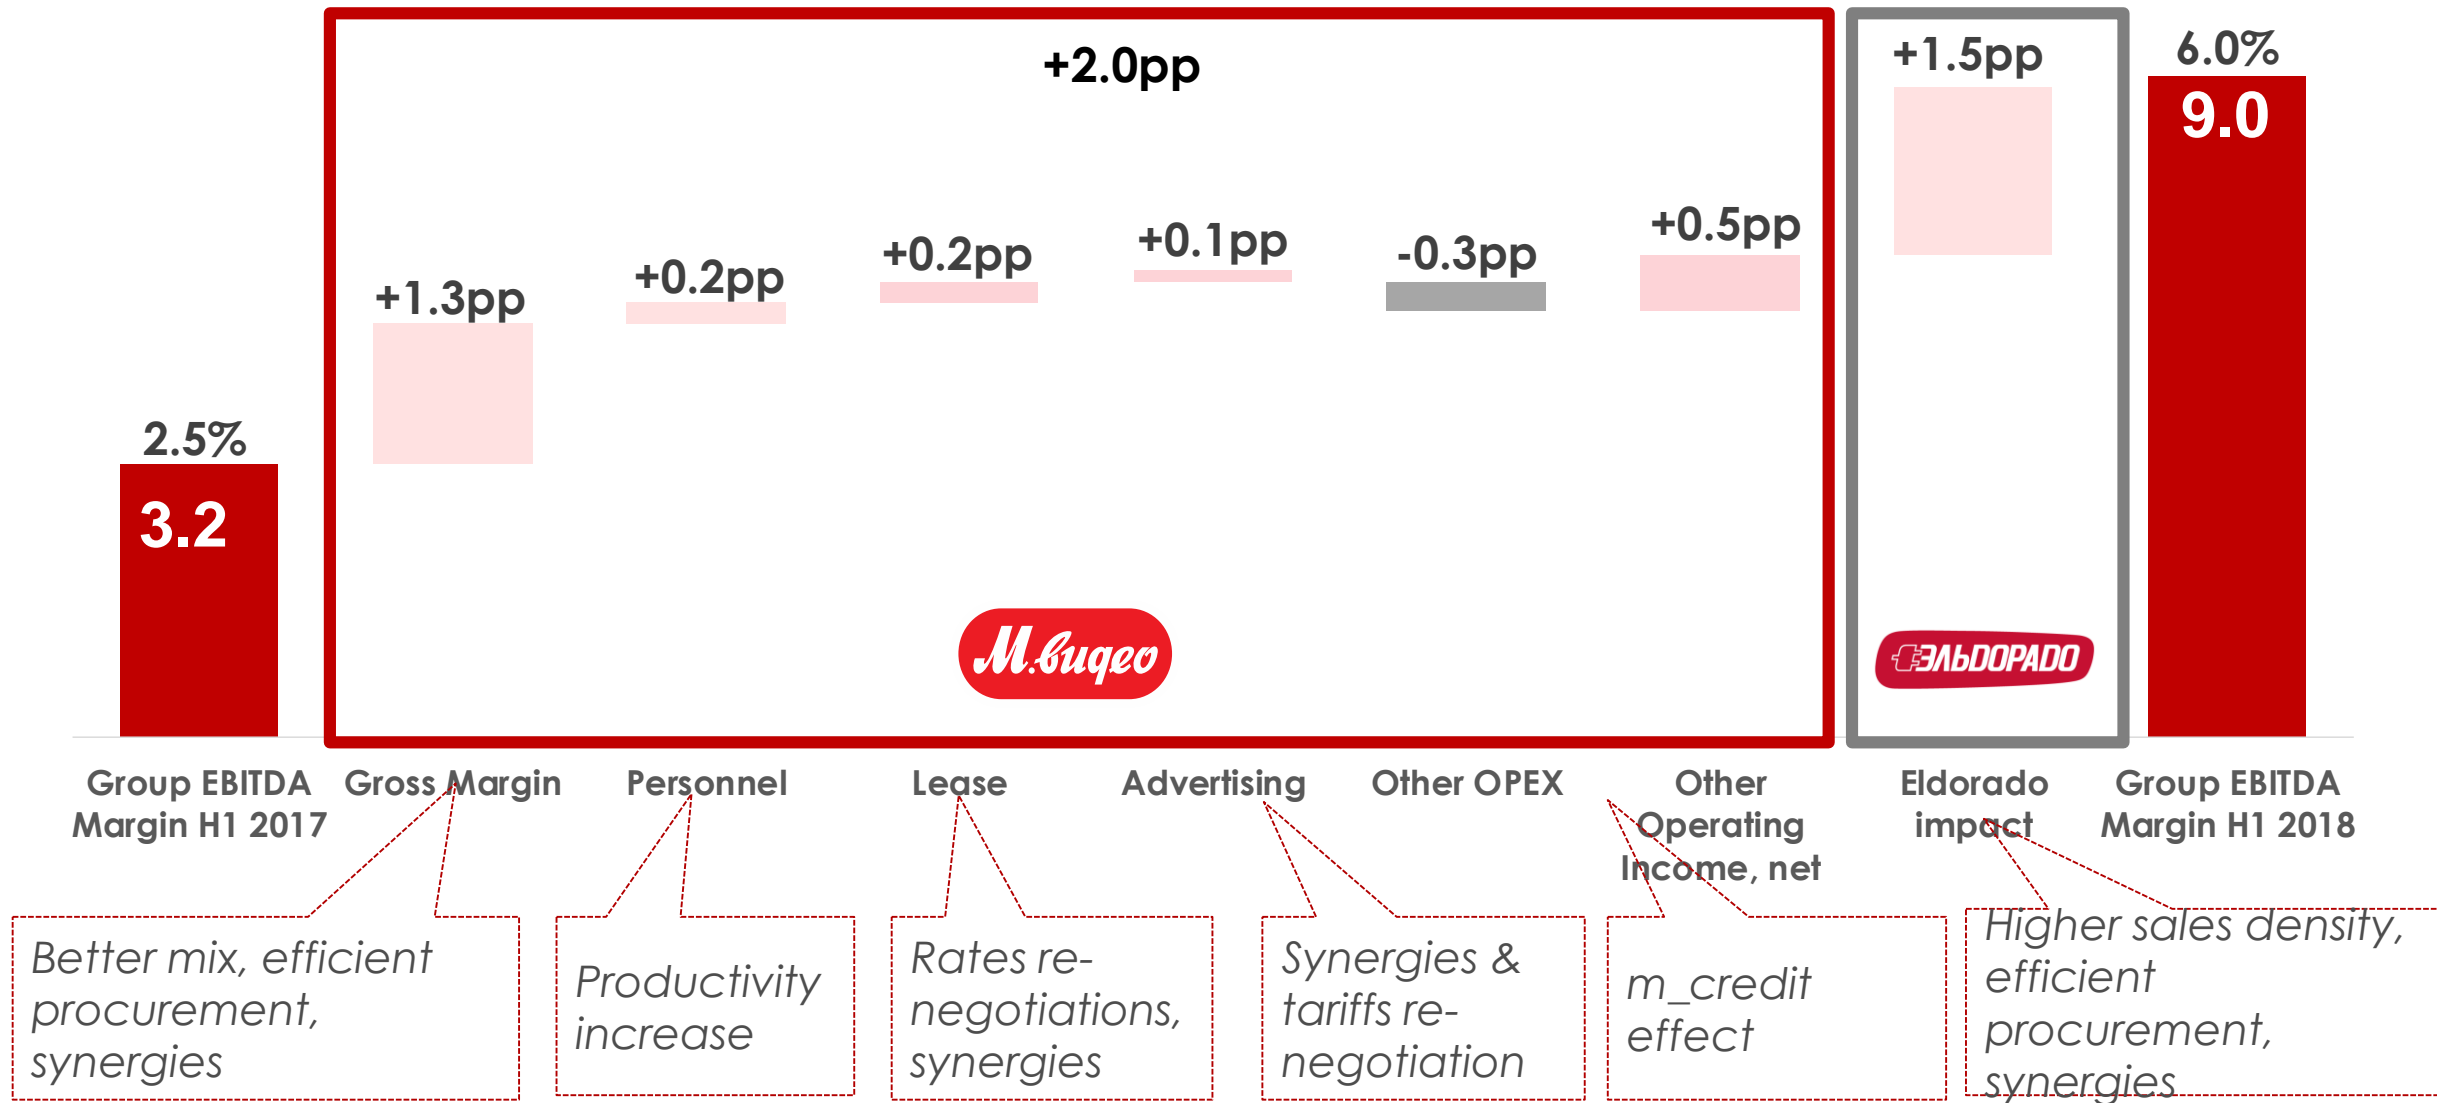 +2.0pp
+1.5pp
6.0%
9.0
+1.3pp
+0.2pp
+0.2pp
+0.1pp
-0.3pp
+0.5pp
2.5%
3.2
М.видео
ЭЛЬДОРАДО
Group EBITDA
Margin H1 2017
Gross Margin
Personnel
Lease
Advertising
Other OPEX
Other
Operating
Income, net
Eldorado
impact
Group EBITDA
Margin H1 2018
Better mix, efficient
procurement,
synergies
Productivity
increase
Rates re-
negotiations,
synergies
Synergies &
tariffs re-
negotiation
m_credit
effect
Higher sales density,
efficient
procurement,
synergies